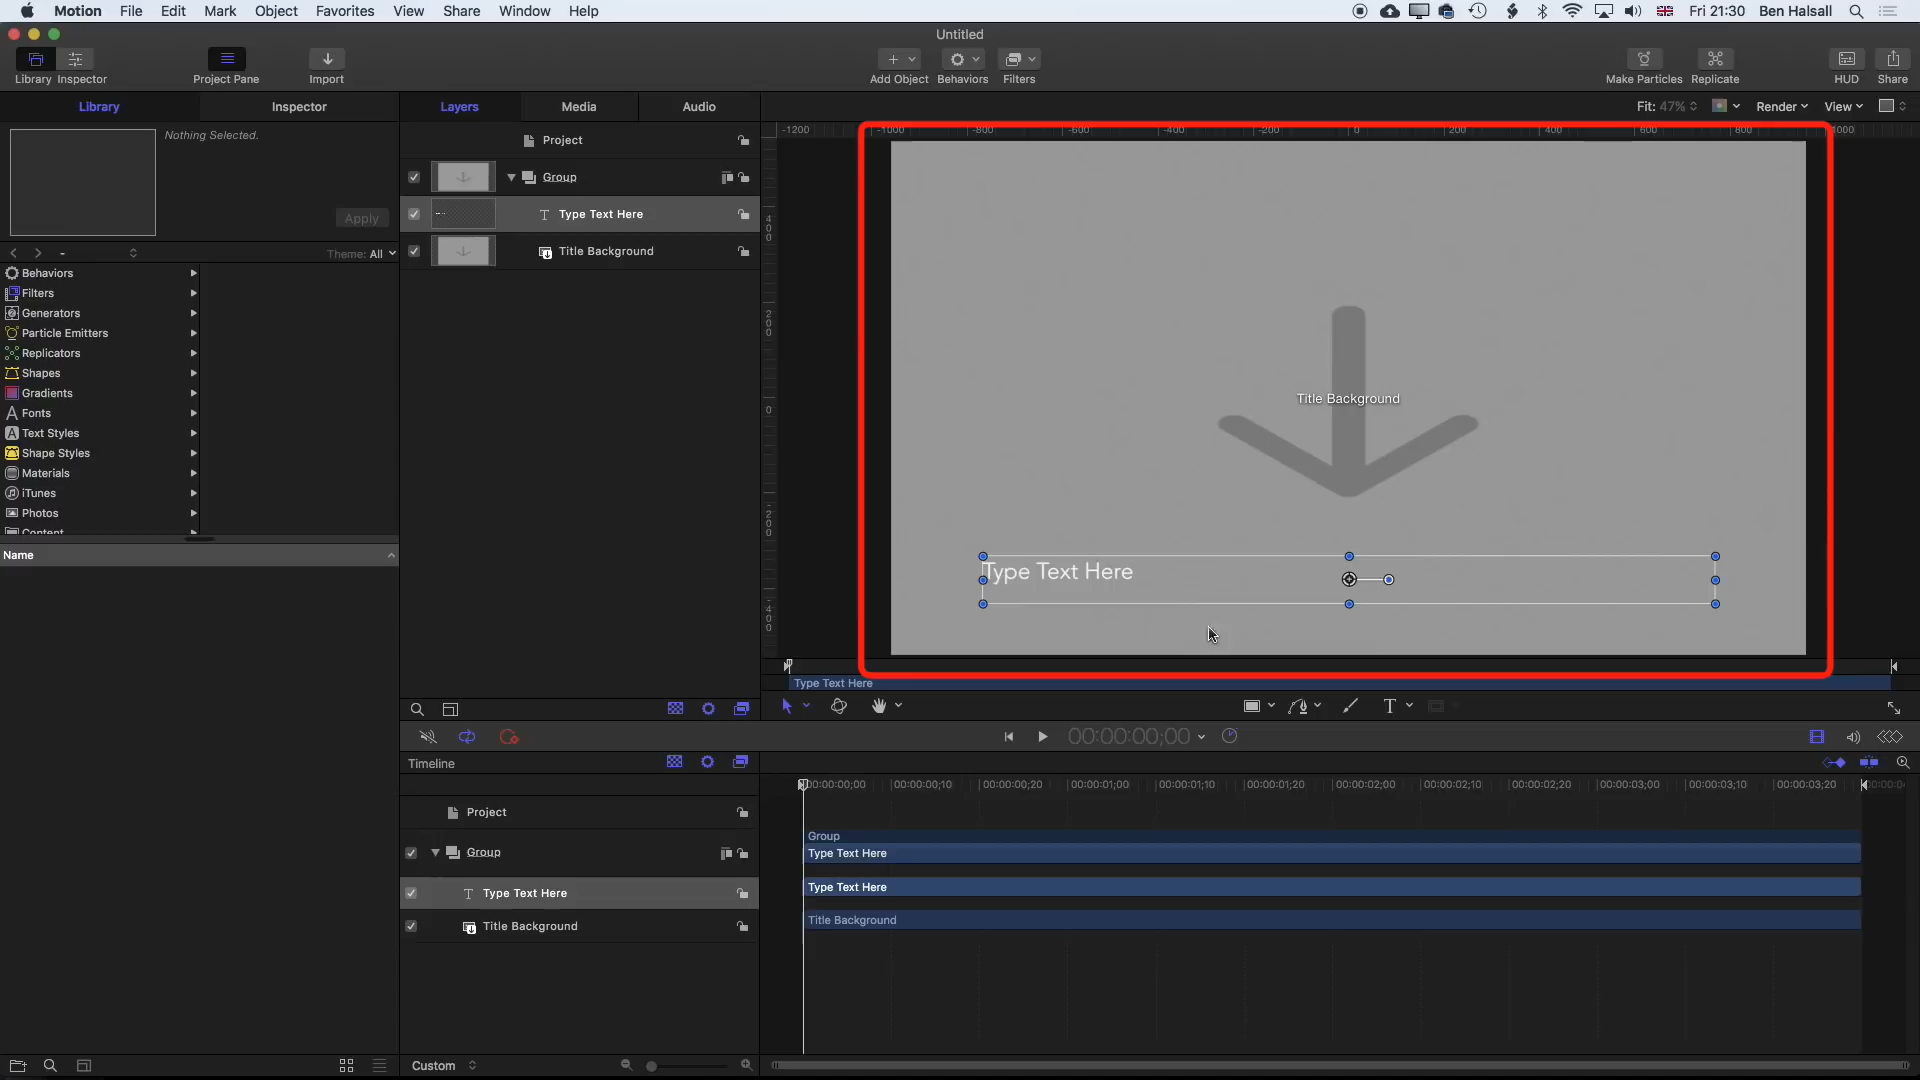 Motion File Edit Mark Object Favorites View Share Window Help Fri 21:30 Ben Halsall
Untitled
Library Inspector Project Pane Import Add Object Behaviors Filters Make Particles Replicate HUD Share
Library Inspector Layers Media Audio Fit: 47% Render View
Nothing Selected.
Apply
- Theme: All
Behaviors
Filters
Generators
Particle Emitters
Replicators
Shapes
Gradients
Fonts
Text Styles
Shape Styles
Materials
iTunes
Photos
Content
Name
Project
Group
Type Text Here
Title Background
-1200 -1000 -800 -600 -400 -200 0 200 400 600 800 1000
400
200
0
-200
-400
Title Background
Type Text Here
Type Text Here
T
00:00:00;00
Timeline
00:00:00;00 00:00:00;10 00:00:00;20 00:00:01;00 00:00:01;10 00:00:01;20 00:00:02;00 00:00:02;10 00:00:02;20 00:00:03;00 00:00:03;10 00:00:03;20
Project
Group
Type Text Here
Title Background
Group
Type Text Here
Type Text Here
Title Background
Custom